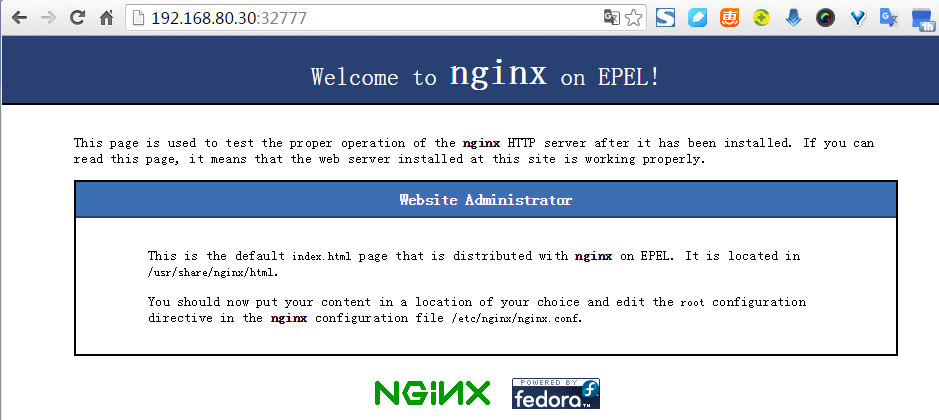 192.168.80.30:32777
1h
Welcome to nginx on EPEL!
This page is used to test the proper operation of the nginx HTTP server after it has been installed. If you can
read this page, it means that the web server installed at this site is working properly.
Website Administrator
This is the default index.html page that is distributed with nginx on EPEL. It is located in
/usr/share/nginx/html.
You should now put your content in a location of your choice and edit the root configuration
directive in the nginx configuration file /etc/nginx/nginx.conf.
NGiNX
POWERED BY
fedora™